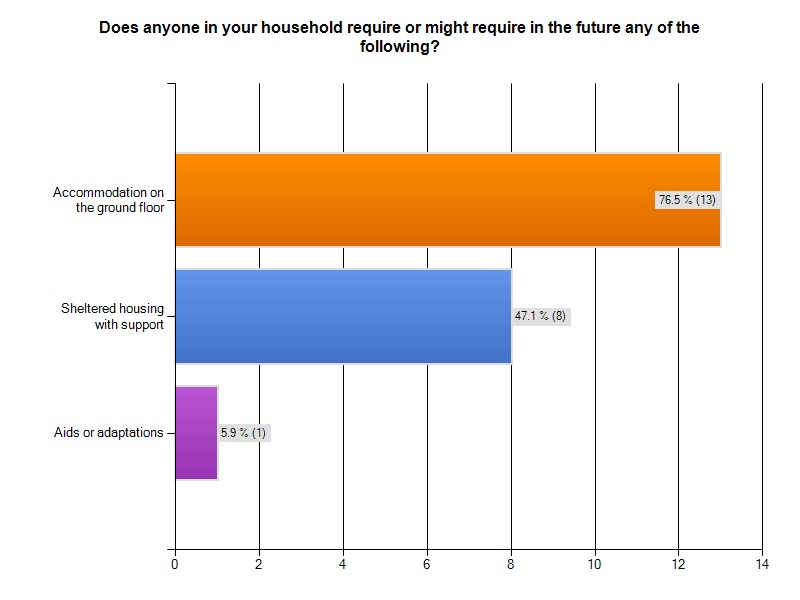 Does anyone in your household require or might require in the future any of the
following?
Accommodation on
the ground floor
76.5 % (13)
Sheltered housing
with support
47.1 % (8)
Aids or adaptations
5.9 % (1)
0 2 4 6 8 10 12 14